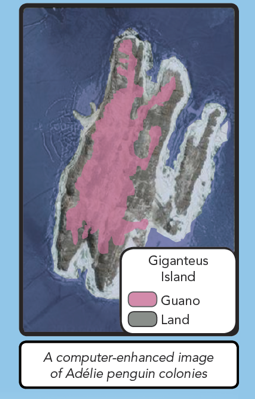 Giganteus
Island
Guano
Land
A computer-enhanced image
of Adélie penguin colonies